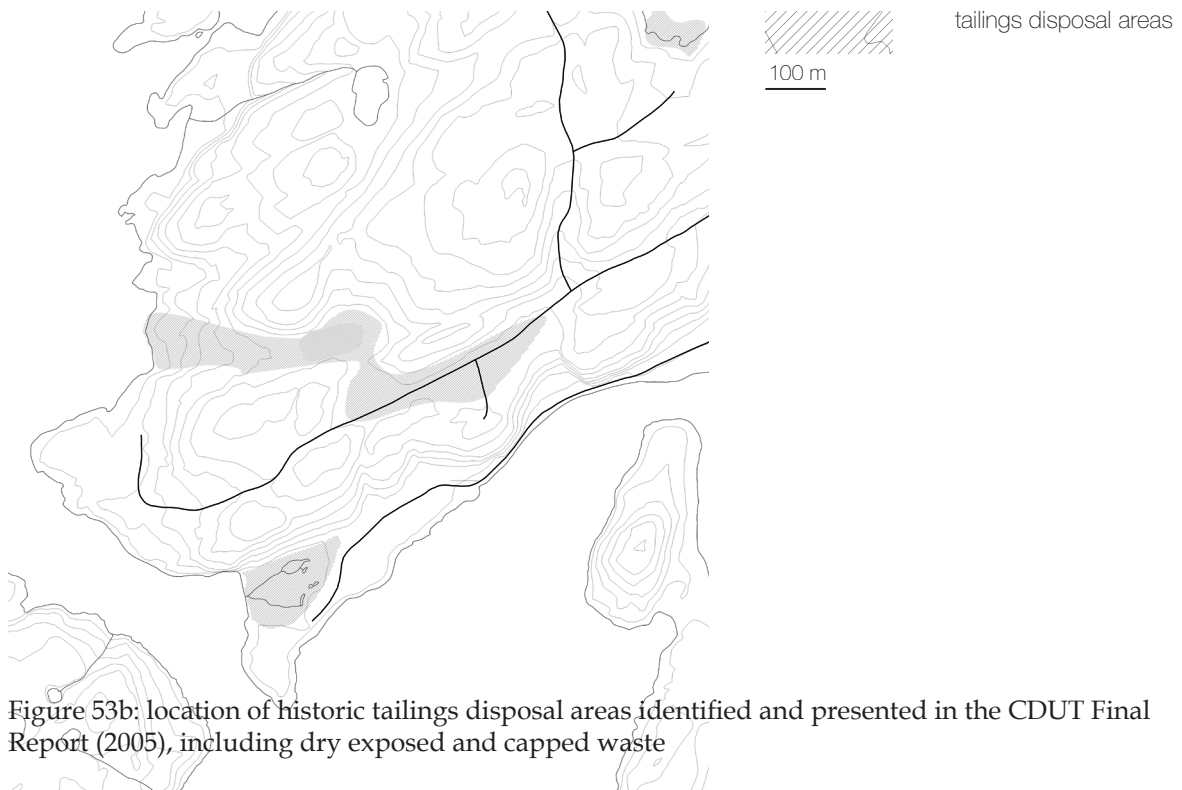 tailings disposal areas
100 m
Figure 53b: location of historic tailings disposal areas identified and presented in the CDUT Final
Report (2005), including dry exposed and capped waste